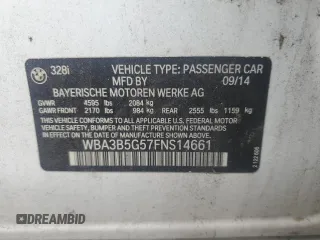 328i VEHICLE TYPE: PASSENGER CAR
MFD BY 09/14
BAYERISCHE MOTOREN WERKE AG
GVWR 4595 lbs 2084 kg
GAWR FRONT 2170 lbs 984 kg REAR 2555 lbs 1159 kg
THIS VEHICLE CONFORMS TO ALL APPLICABLE
FEDERAL MOTOR VEHICLE SAFETY, BUMPER,
AND THEFT PREVENTION STANDARDS
IN EFFECT ON THE DATE OF
MANUFACTURE SHOWN ABOVE.
WBA3B5G57FNS14661
DREAMBID